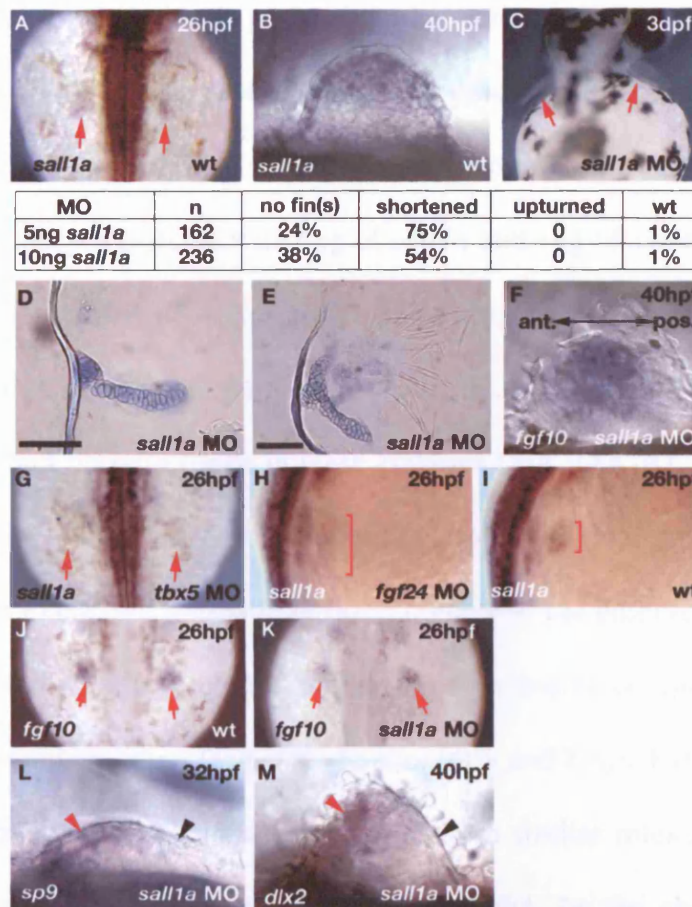 A 26hpf B 40hpf C 3dpf
sall1a wt sall1a wt sall1a MO
MO n no fin(s) shortened upturned wt
5ng sall1a 162 24% 75% 0 1%
10ng sall1a 236 38% 54% 0 1%
D E F 40hpf
ant. pos.
sall1a MO sall1a MO fgf10 sall1a MO
G 26hpf H 26hpf I 26hpf
sall1a tbx5 MO sall1a fgf24 MO sall1a wt
J 26hpf K 26hpf
fgf10 wt fgf10 sall1a MO
L 32hpf M 40hpf
sp9 sall1a MO dlx2 sall1a MO